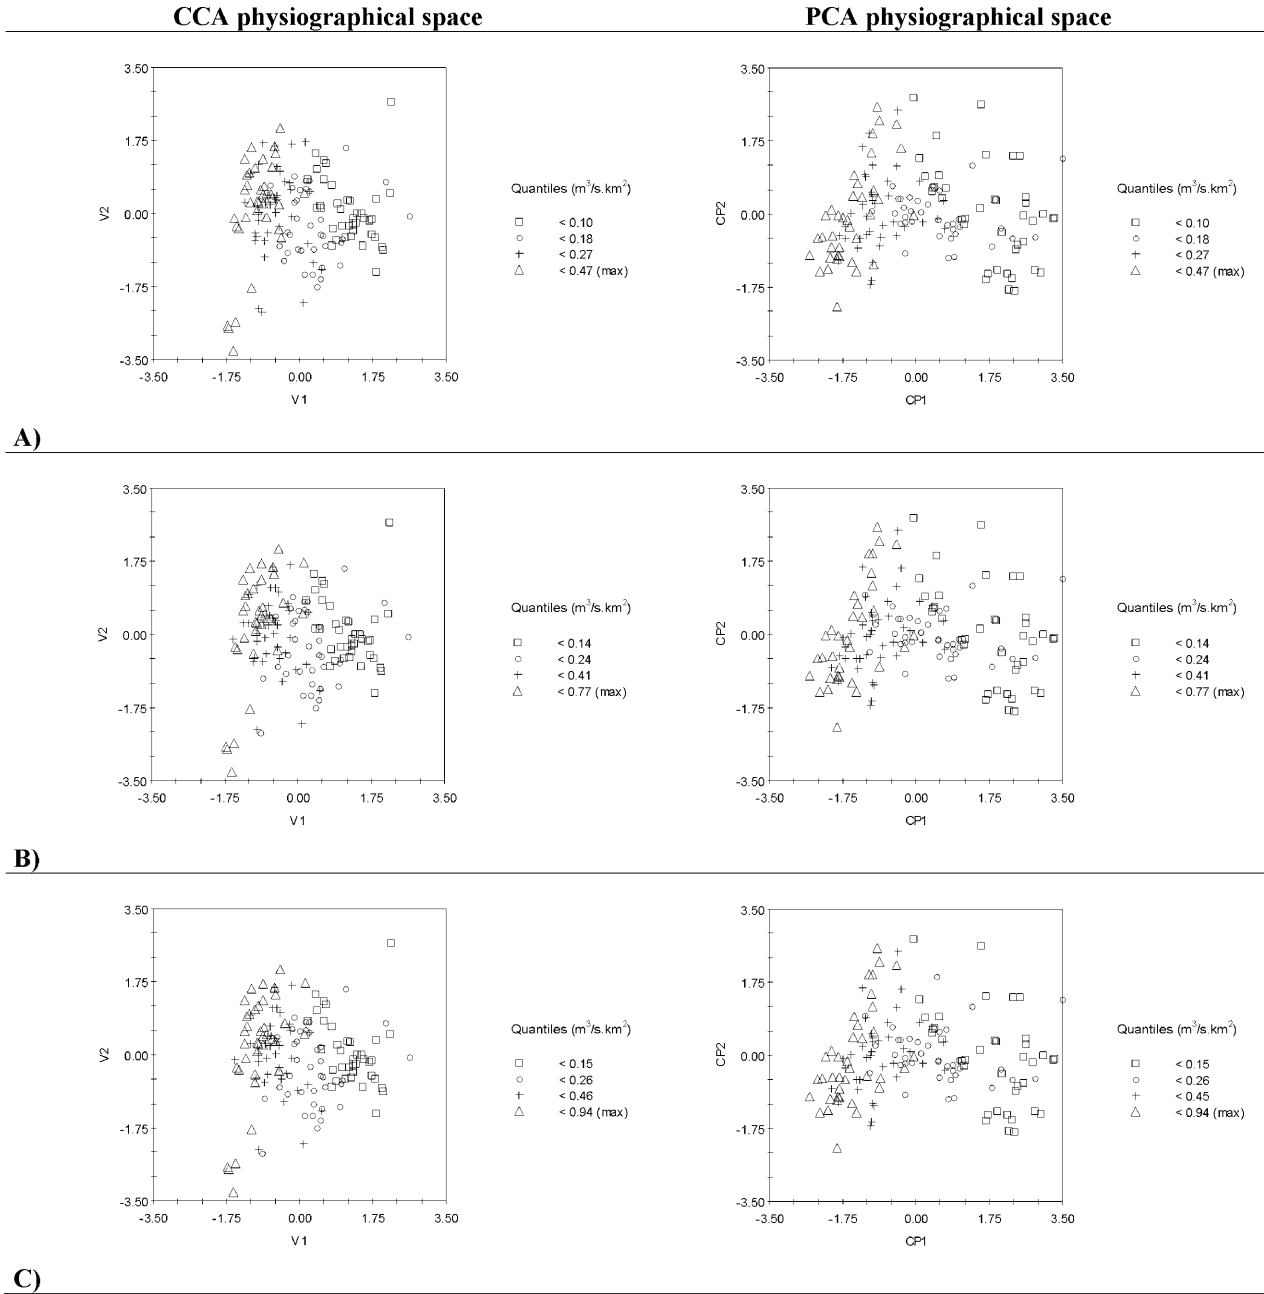 CCA physiographical space
PCA physiographical space
3.50
1.75
0.00
-1.75
-3.50
V2
-3.50 -1.75 0.00 1.75 3.50
V1
Quantiles (m³/s.km²)
< 0.10
< 0.18
< 0.27
< 0.47 (max)
3.50
1.75
0.00
-1.75
-3.50
CP2
-3.50 -1.75 0.00 1.75 3.50
CP1
Quantiles (m³/s.km²)
< 0.10
< 0.18
< 0.27
< 0.47 (max)
A)
3.50
1.75
0.00
-1.75
-3.50
V2
-3.50 -1.75 0.00 1.75 3.50
V1
Quantiles (m³/s.km²)
< 0.14
< 0.24
< 0.41
< 0.77 (max)
3.50
1.75
0.00
-1.75
-3.50
CP2
-3.50 -1.75 0.00 1.75 3.50
CP1
Quantiles (m³/s.km²)
< 0.14
< 0.24
< 0.41
< 0.77 (max)
B)
3.50
1.75
0.00
-1.75
-3.50
V2
-3.50 -1.75 0.00 1.75 3.50
V1
Quantiles (m³/s.km²)
< 0.15
< 0.26
< 0.46
< 0.94 (max)
3.50
1.75
0.00
-1.75
-3.50
CP2
-3.50 -1.75 0.00 1.75 3.50
CP1
Quantiles (m³/s.km²)
< 0.15
< 0.26
< 0.45
< 0.94 (max)
C)